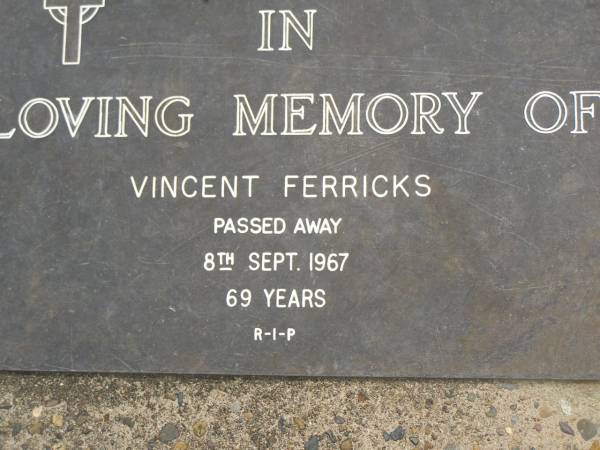 IN
LOVING MEMORY OF
VINCENT FERRICKS
PASSED AWAY
8TH SEPT. 1967
69 YEARS
R-I-P